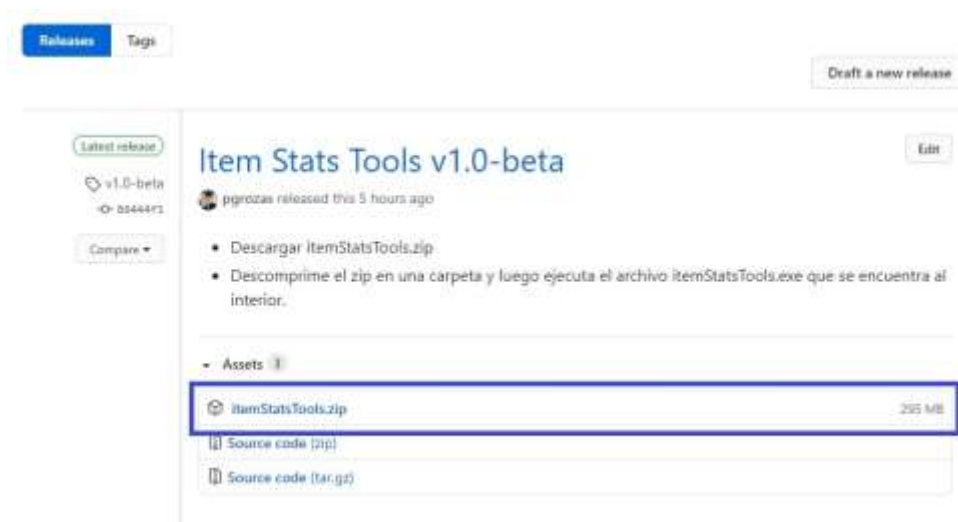 Releases Tags
Draft a new release
Latest release
Item Stats Tools v1.0-beta
Edit
v1.0-beta
pgrozas released this 5 hours ago
Compare
• Descargar itemStatsTools.zip
• Descomprime el zip en una carpeta y luego ejecuta el archivo itemStatsTools.exe que se encuentra al
interior.
Assets 3
itemStatsTools.zip 295 MB
Source code (zip)
Source code (tar.gz)